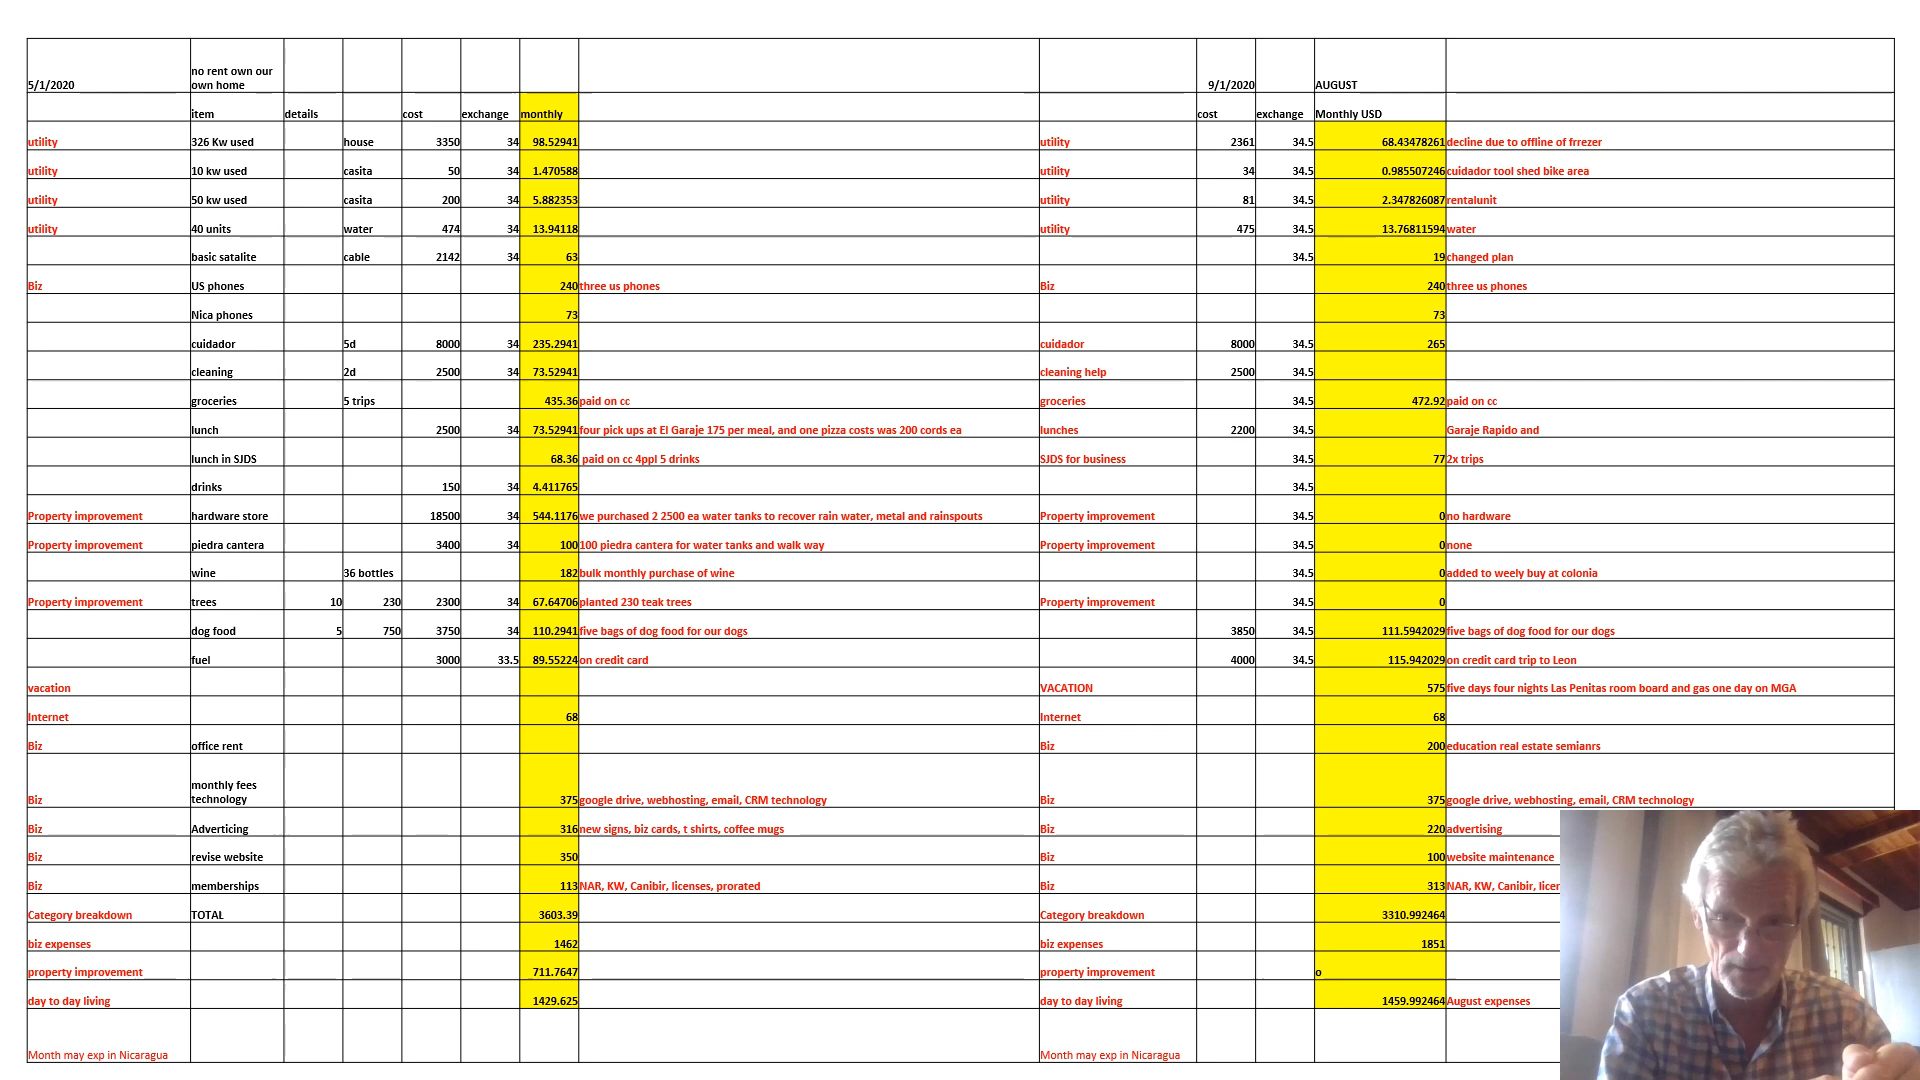 no rent own our
5/1/2020 own home 9/1/2020 AUGUST
item details cost exchange monthly cost exchange Monthly USD
utility 326 Kw used house 3350 34 98.52941 utility 2361 34.5 68.43478261 decline due to offline of frrezer
utility 10 kw used casita 50 34 1.470588 utility 34 34.5 0.985507246 cuidador tool shed bike area
utility 50 kw used casita 200 34 5.882353 utility 81 34.5 2.347826087 rentalunit
utility 40 units water 474 34 13.94118 utility 475 34.5 13.76811594 water
basic satalite cable 2142 34 63 34.5 19 changed plan
Biz US phones 240 three us phones Biz 240 three us phones
Nica phones 73 73
cuidador 5d 8000 34 235.2941 cuidador 8000 34.5 265
cleaning 2d 2500 34 73.52941 cleaning help 2500 34.5
groceries 5 trips 435.36 paid on cc groceries 34.5 472.92 paid on cc
lunch 2500 34 73.52941 four pick ups at El Garaje 175 per meal, and one pizza costs was 200 cords ea lunches 2200 34.5 Garaje Rapido and
lunch in SJDS 68.36 paid on cc 4ppl 5 drinks SJDS for business 34.5 77 2x trips
drinks 150 34 4.411765 34.5
Property improvement hardware store 18500 34 544.1176 we purchased 2 2500 ea water tanks to recover rain water, metal and rainspouts Property improvement 34.5 0 no hardware
Property improvement piedra cantera 3400 34 100 100 piedra cantera for water tanks and walk way Property improvement 34.5 0 none
wine 36 bottles 182 bulk monthly purchase of wine 34.5 0 added to weely buy at colonia
Property improvement trees 10 230 2300 34 67.64706 planted 230 teak trees Property improvement 34.5 0
dog food 5 750 3750 34 110.2941 five bags of dog food for our dogs 3850 34.5 111.5942029 five bags of dog food for our dogs
fuel 3000 33.5 89.55224 on credit card 4000 34.5 115.942029 on credit card trip to Leon
vacation VACATION 575 five days four nights Las Penitas room board and gas one day on MGA
Internet 68 Internet 68
Biz office rent Biz 200 education real estate semianrs
monthly fees
Biz technology 375 google drive, webhosting, email, CRM technology Biz 375 google drive, webhosting, email, CRM technology
Biz Adverticing 316 new signs, biz cards, t shirts, coffee mugs Biz 220 advertising
Biz revise website 350 Biz 100 website maintenance
Biz memberships 113 NAR, KW, Canibir, licenses, prorated Biz 313 NAR, KW, Canibir, licer
Category breakdown TOTAL 3603.39 Category breakdown 3310.992464
biz expenses 1462 biz expenses 1851
property improvement 711.7647 property improvement o
day to day living 1429.625 day to day living 1459.992464 August expenses
Month may exp in Nicaragua Month may exp in Nicaragua